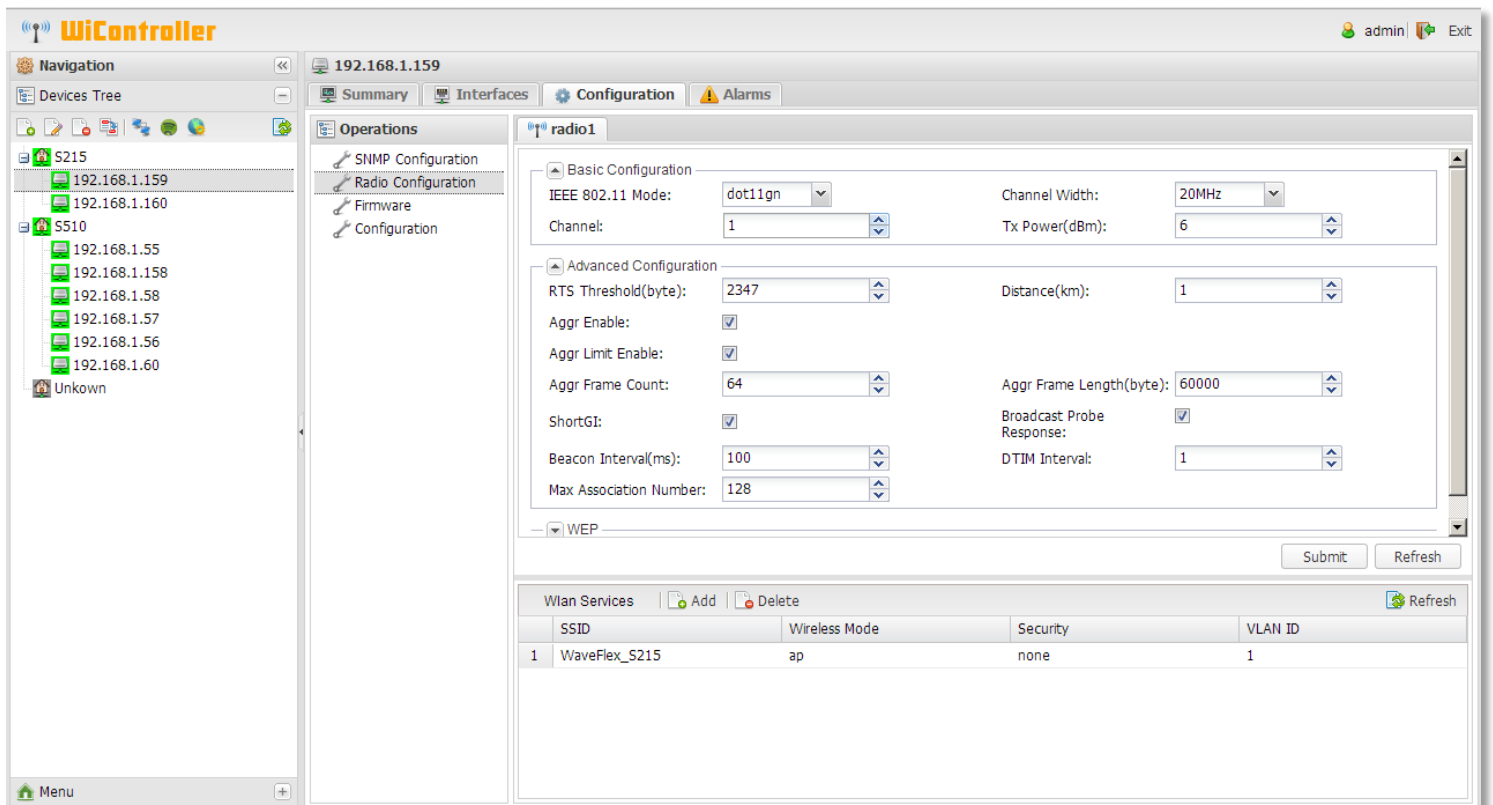 WiController
admin Exit
Navigation
192.168.1.159
Devices Tree
Summary Interfaces Configuration Alarms
S215
192.168.1.159
192.168.1.160
S510
192.168.1.55
192.168.1.158
192.168.1.58
192.168.1.57
192.168.1.56
192.168.1.60
Unkown
Operations
SNMP Configuration
Radio Configuration
Firmware
Configuration
radio1
Basic Configuration
IEEE 802.11 Mode: dot11gn Channel Width: 20MHz
Channel: 1 Tx Power(dBm): 6
Advanced Configuration
RTS Threshold(byte): 2347 Distance(km): 1
Aggr Enable:
Aggr Limit Enable:
Aggr Frame Count: 64 Aggr Frame Length(byte): 60000
ShortGI: Broadcast Probe
Response:
Beacon Interval(ms): 100 DTIM Interval: 1
Max Association Number: 128
WEP
Submit Refresh
Wlan Services Add Delete Refresh
SSID Wireless Mode Security VLAN ID
1 WaveFlex_S215 ap none 1
Menu